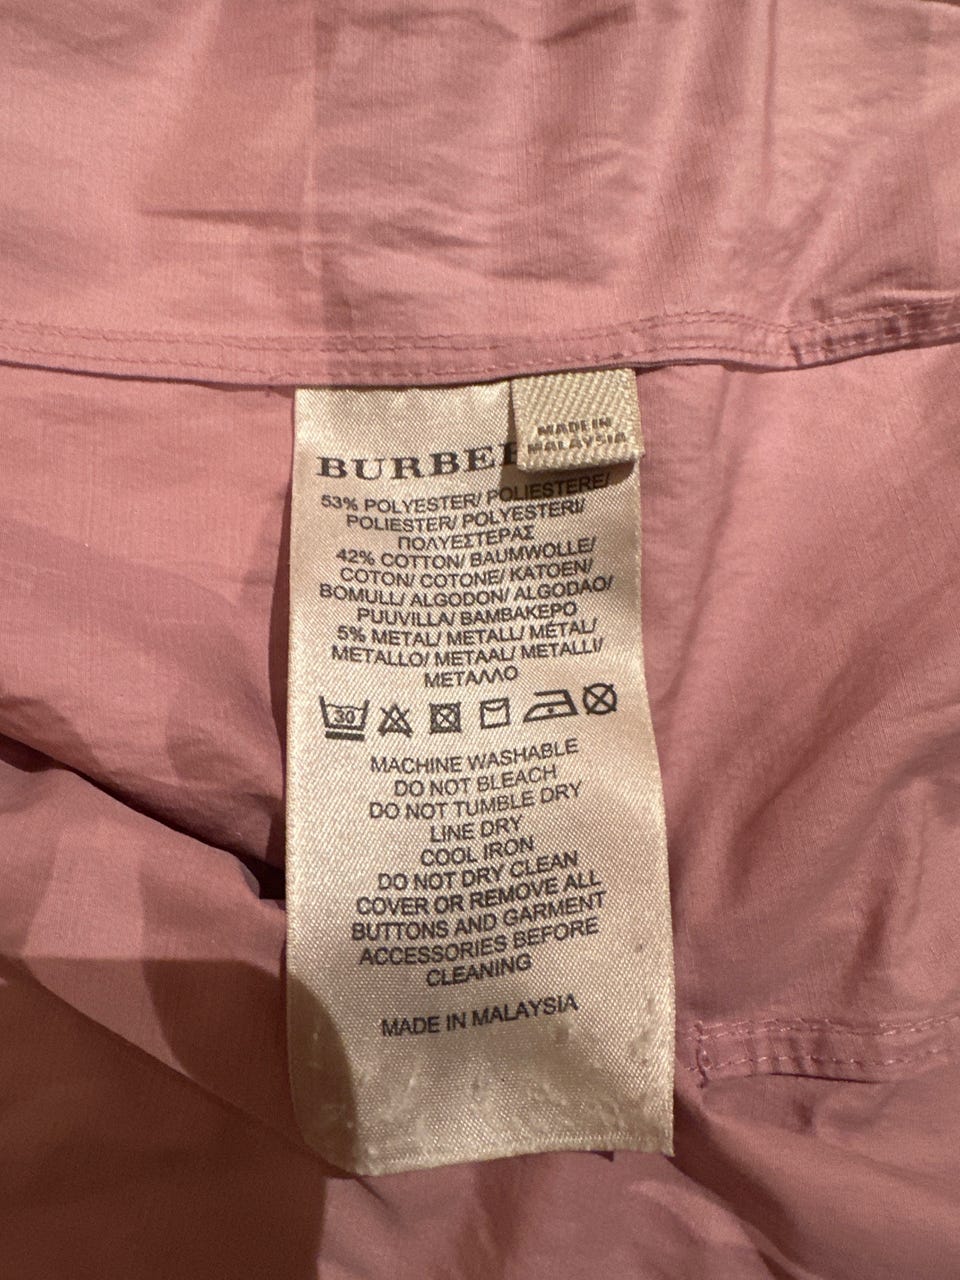 MADE IN
MALAYSIA
BURBE
53% POLYESTER/ POLIESTERE/
POLIESTER/ POLYESTERI/
ΠΟΛΥΕΣΤΕΡΑΣ
42% COTTON/ BAUMWOLLE/
COTON/ COTONE/ KATOEN/
BOMULL/ ALGODON/ ALGODAO/
PUUVILLA/ ΒΑΜΒΑΚΕΡΟ
5% METAL/ METALL/ MÉTAL/
METALLO/ METAAL/ METALLI/
ΜΕΤΑΛΛΟ
30
MACHINE WASHABLE
DO NOT BLEACH
DO NOT TUMBLE DRY
LINE DRY
COOL IRON
DO NOT DRY CLEAN
COVER OR REMOVE ALL
BUTTONS AND GARMENT
ACCESSORIES BEFORE
CLEANING
MADE IN MALAYSIA